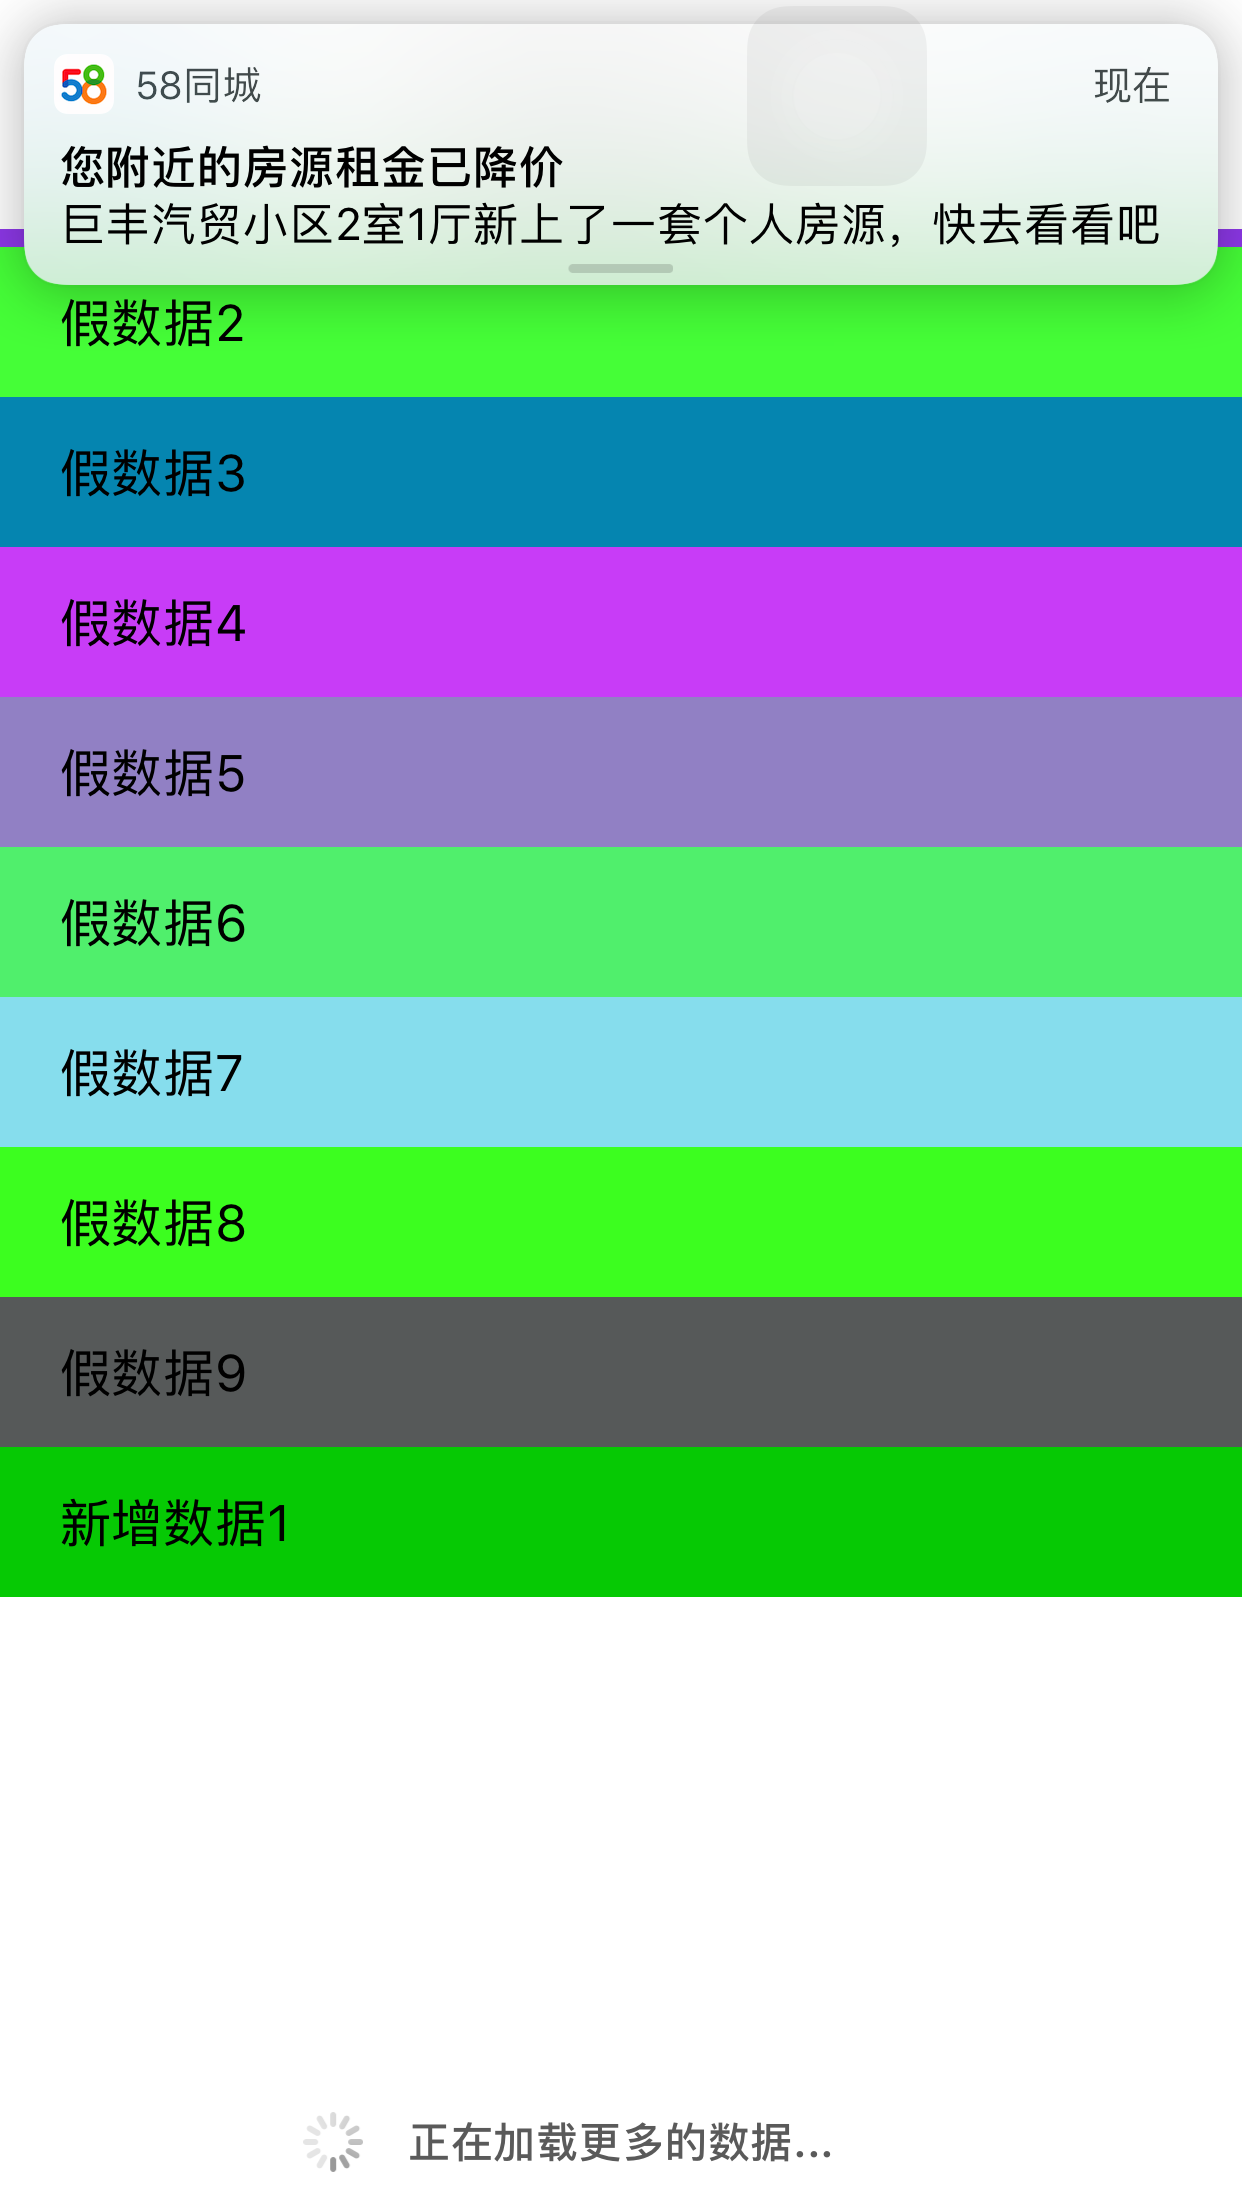 58 58同城 现在
您附近的房源租金已降价
巨丰汽贸小区2室1厅新上了一套个人房源，快去看看吧
假数据2
假数据3
假数据4
假数据5
假数据6
假数据7
假数据8
假数据9
新增数据1
正在加载更多的数据...